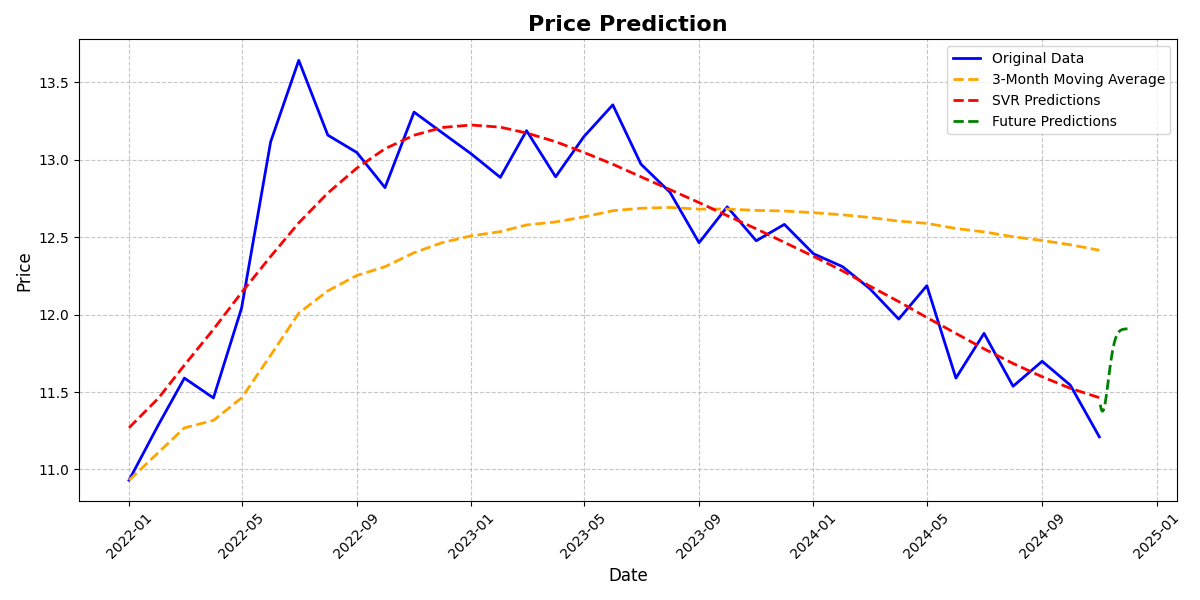 Price Prediction
Original Data
3-Month Moving Average
SVR Predictions
Future Predictions
Price
13.5
13.0
12.5
12.0
11.5
11.0
2022-01
2022-05
2022-09
2023-01
2023-05
2023-09
2024-01
2024-05
2024-09
2025-01
Date